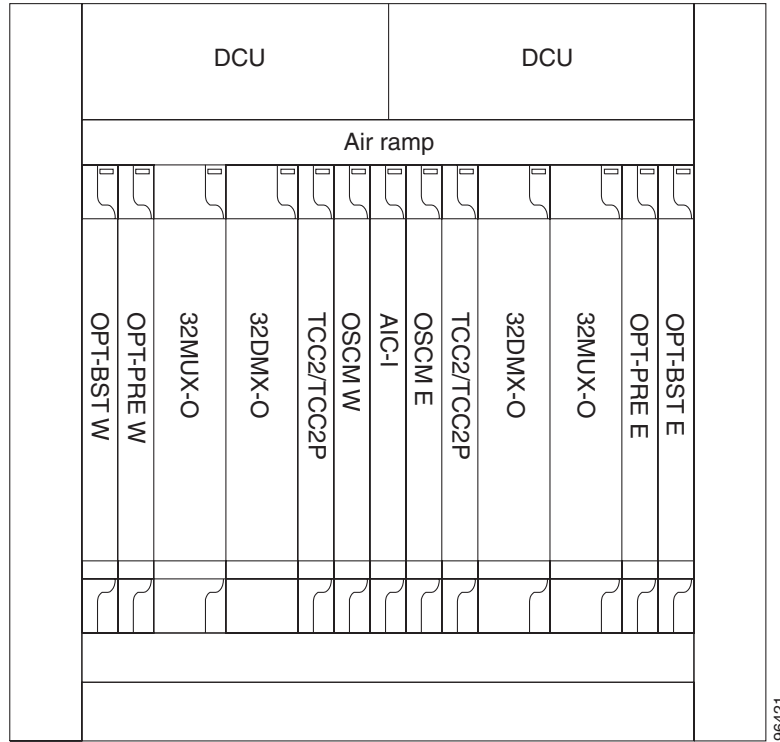 DCU
DCU
Air ramp
OPT-BST W
OPT-PRE W
32MUX-O
32DMX-O
TCC2/TCC2P
OSCM W
AIC-I
OSCM E
TCC2/TCC2P
32DMX-O
32MUX-O
OPT-PRE E
OPT-BST E
96421